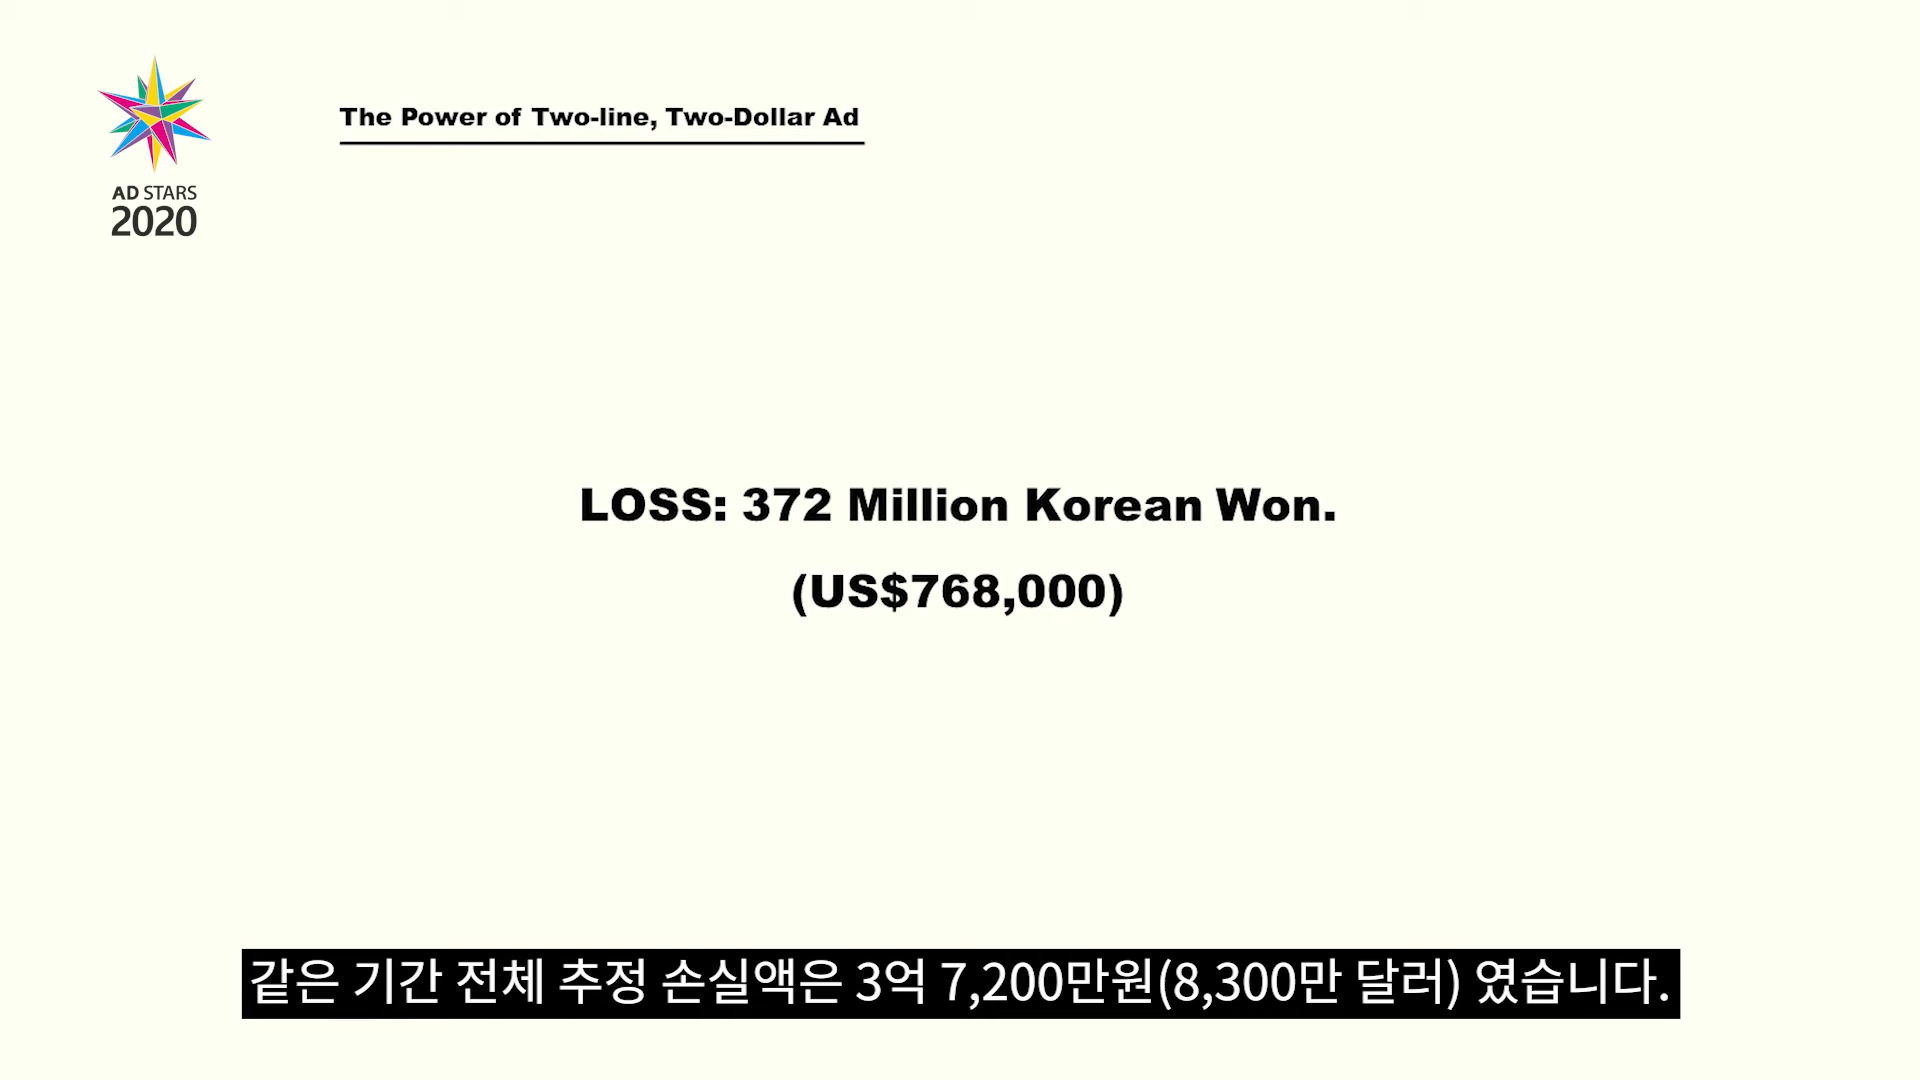 AD STARS
2020
The Power of Two-line, Two-Dollar Ad
LOSS: 372 Million Korean Won.
(US$768,000)
같은 기간 전체 추정 손실액은 3억 7,200만원(8,300만 달러) 였습니다.